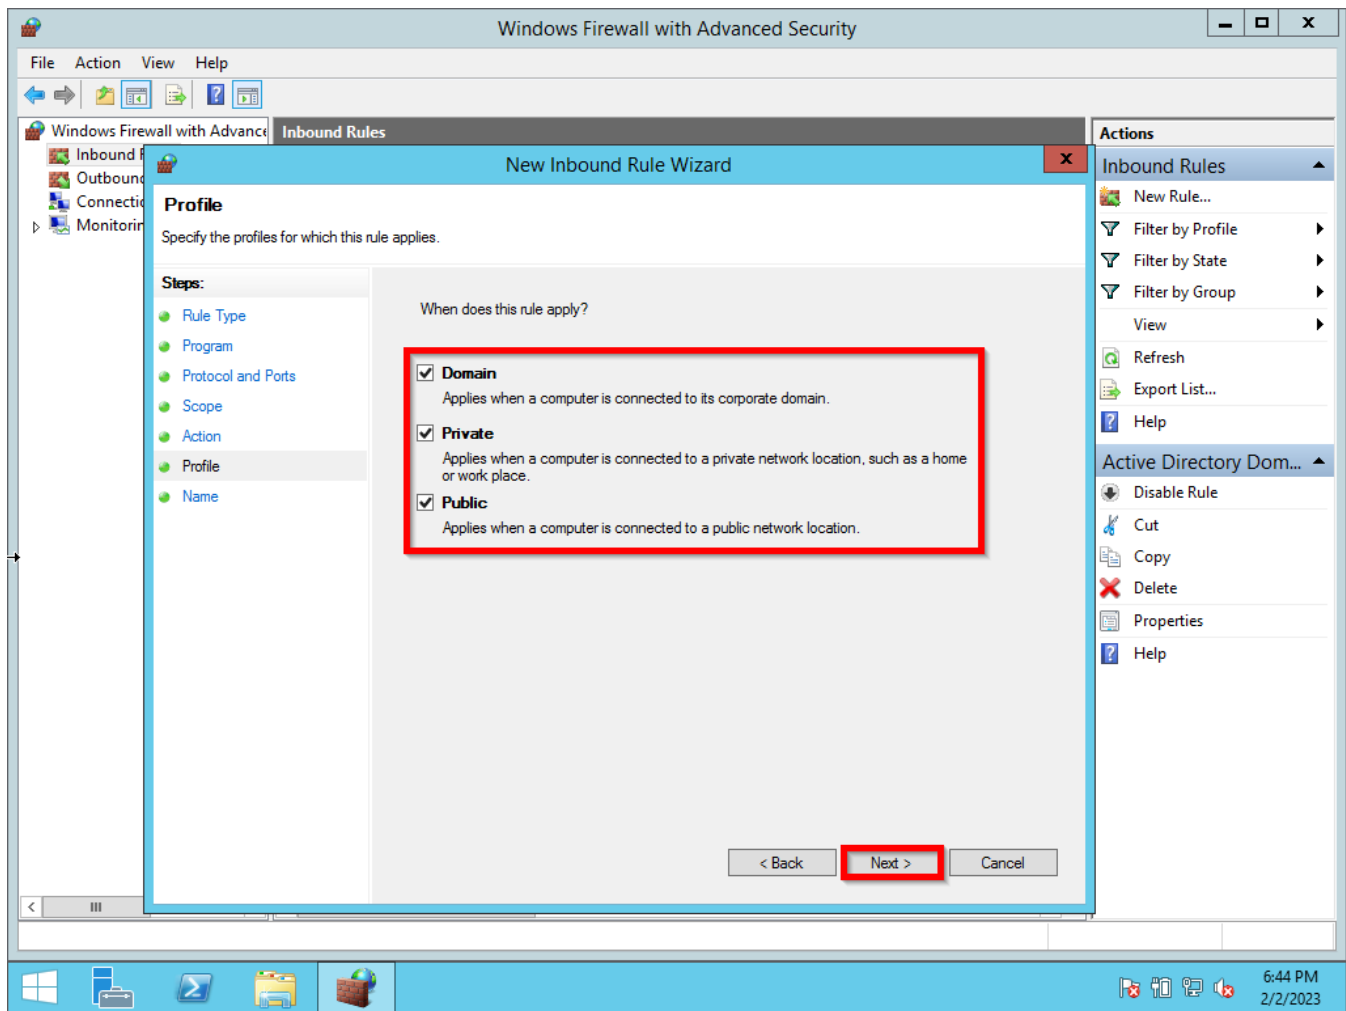 Windows Firewall with Advanced Security
File Action View Help
Windows Firewall with Advance
Inbound Rules
Actions
Inbound
Outbound
Connectio
Monitorin
New Inbound Rule Wizard
Profile
Specify the profiles for which this rule applies.
Steps:
Rule Type
Program
Protocol and Ports
Scope
Action
Profile
Name
When does this rule apply?
Domain
Applies when a computer is connected to its corporate domain.
Private
Applies when a computer is connected to a private network location, such as a home
or work place.
Public
Applies when a computer is connected to a public network location.
< Back Next > Cancel
Inbound Rules
New Rule...
Filter by Profile
Filter by State
Filter by Group
View
Refresh
Export List...
Help
Active Directory Dom...
Disable Rule
Cut
Copy
Delete
Properties
Help
6:44 PM
2/2/2023